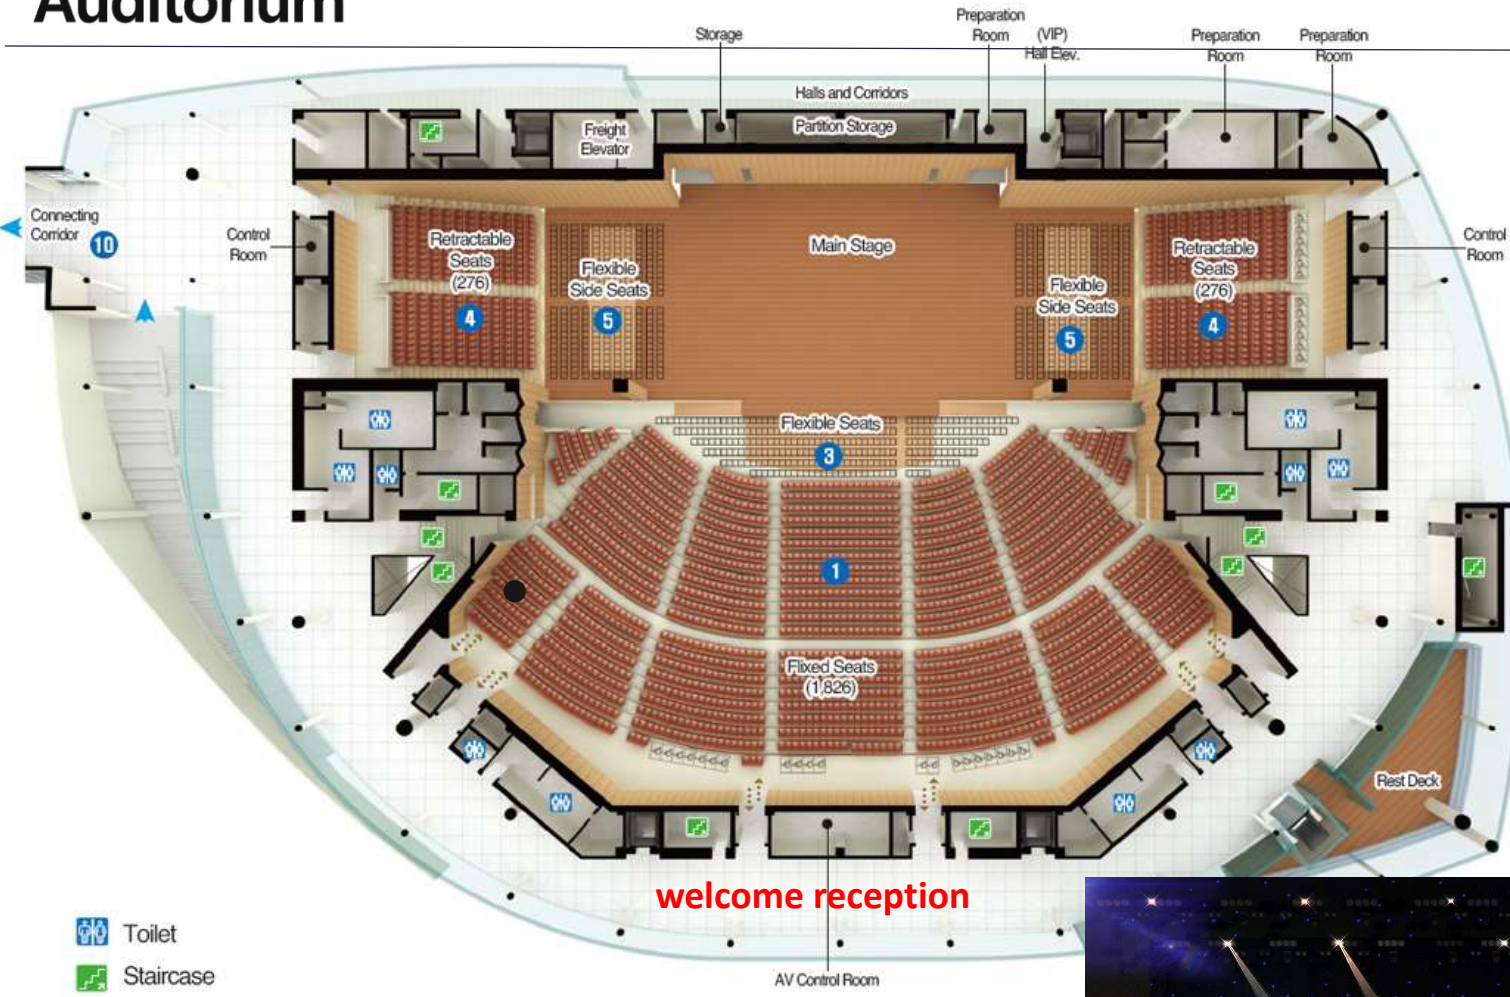 Auditorium
Storage
Preparation
Room
(VIP)
Hall Elev.
Preparation
Room
Preparation
Room
Halls and Corridors
Partition Storage
Freight
Elevator
Connecting
Corridor
10
Control
Room
Retractable
Seats
(276)
4
Flexible
Side Seats
5
Main Stage
Flexible
Side Seats
5
Retractable
Seats
(276)
4
Control
Room
Flexible Seats
3
1
Flixed Seats
(1,826)
Rest Deck
welcome reception
AV Control Room
Toilet
Staircase